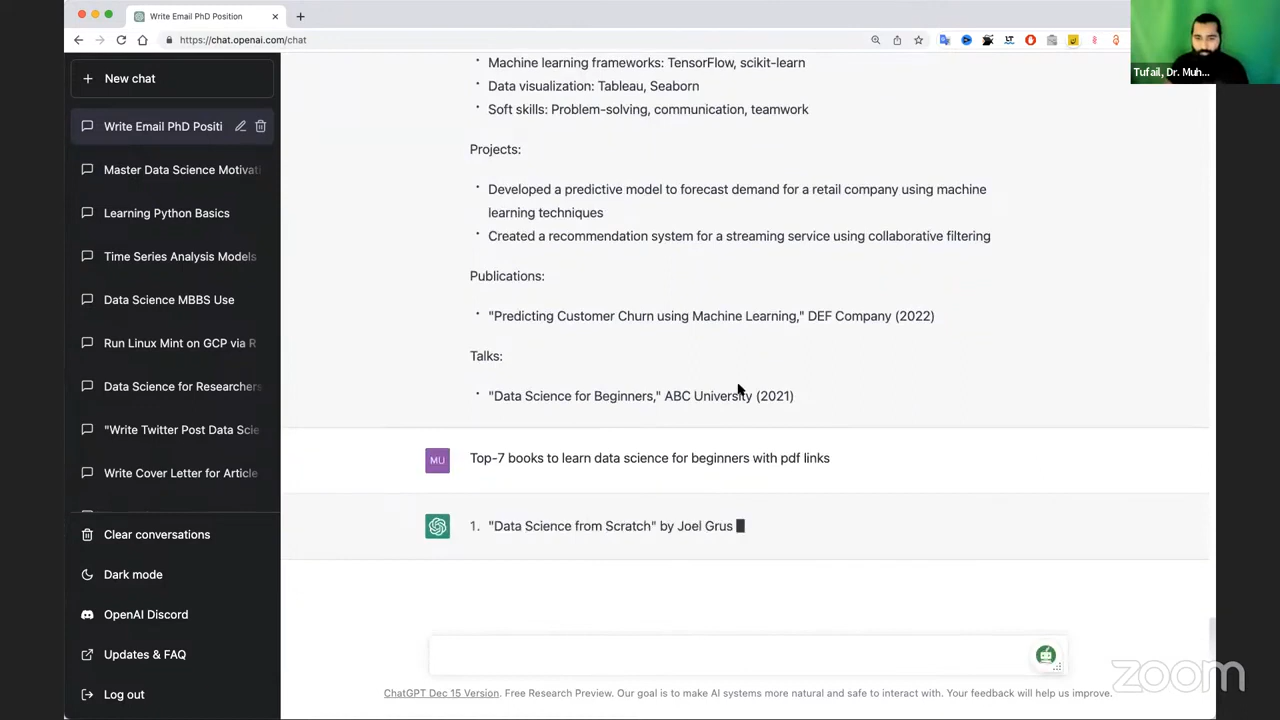 Write Email PhD Position
https://chat.openai.com/chat
Tufail, Dr. Muh...
New chat
Write Email PhD Positi
Master Data Science Motivati
Learning Python Basics
Time Series Analysis Models
Data Science MBBS Use
Run Linux Mint on GCP via R
Data Science for Researchers
"Write Twitter Post Data Scie
Write Cover Letter for Article
Clear conversations
Dark mode
OpenAI Discord
Updates & FAQ
Log out
Machine learning frameworks: TensorFlow, scikit-learn
Data visualization: Tableau, Seaborn
Soft skills: Problem-solving, communication, teamwork
Projects:
Developed a predictive model to forecast demand for a retail company using machine
learning techniques
Created a recommendation system for a streaming service using collaborative filtering
Publications:
"Predicting Customer Churn using Machine Learning," DEF Company (2022)
Talks:
"Data Science for Beginners," ABC University (2021)
MU
Top-7 books to learn data science for beginners with pdf links
1. "Data Science from Scratch" by Joel Grus
ChatGPT Dec 15 Version. Free Research Preview. Our goal is to make AI systems more natural and safe to interact with. Your feedback will help us improve.
zoom